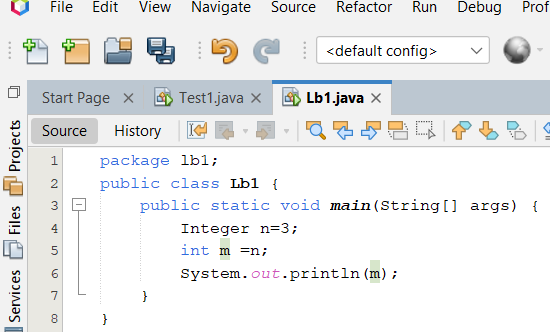 File Edit View Navigate Source Refactor Run Debug Prof
<default config>
Start Page Test1.java Lb1.java
Source History
Projects
Files
Services
1 package lb1;
2 public class Lb1 {
3 public static void main(String[] args) {
4 Integer n=3;
5 int m =n;
6 System.out.println(m);
7 }
8 }